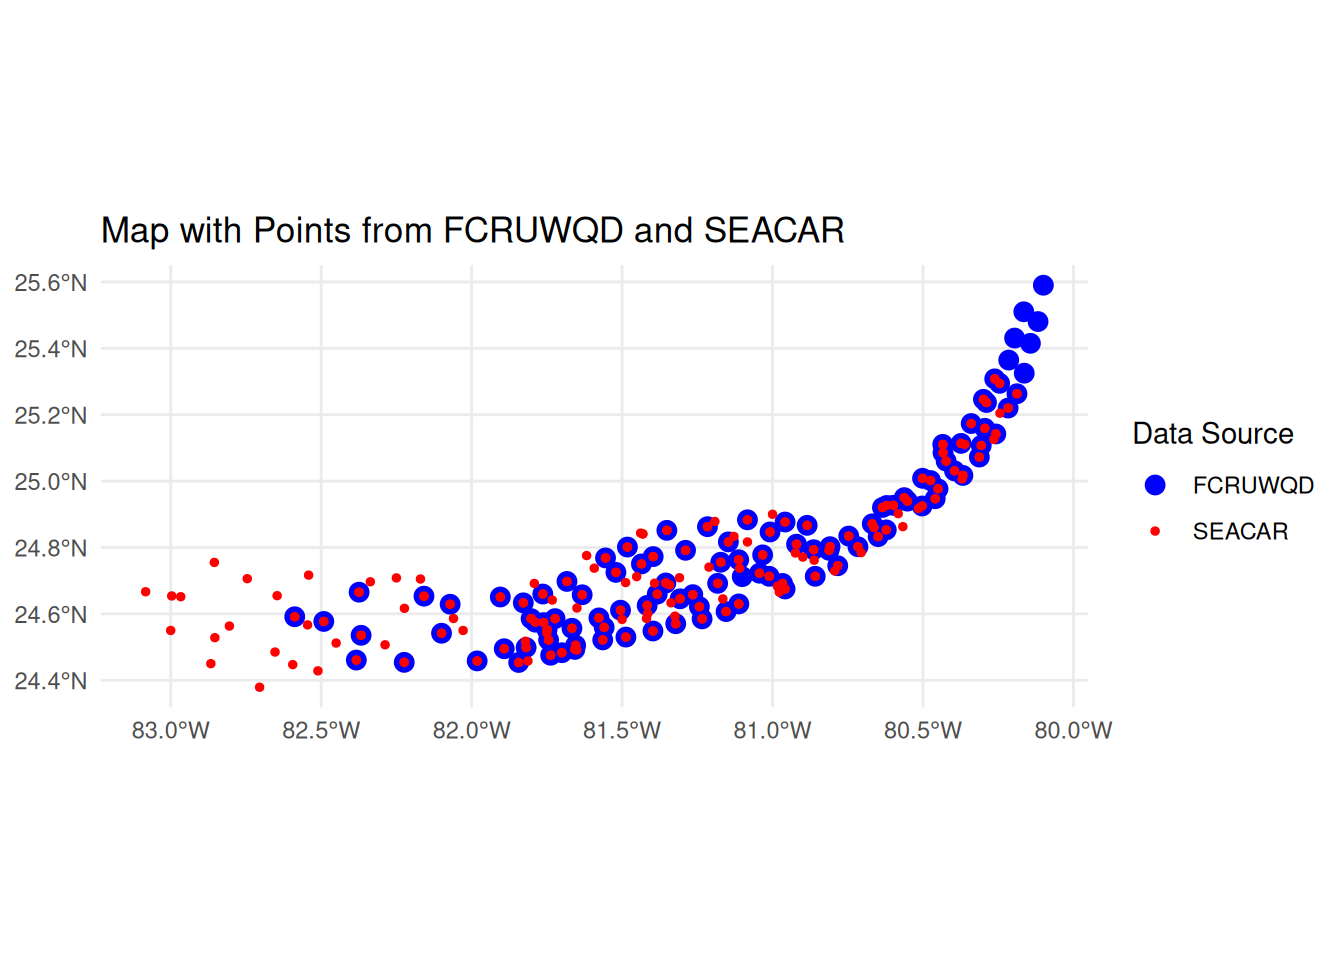 Map with Points from FCRUWQD and SEACAR
25.6°N
25.4°N
25.2°N
25.0°N
24.8°N
24.6°N
24.4°N
83.0°W 82.5°W 82.0°W 81.5°W 81.0°W 80.5°W 80.0°W
Data Source
FCRUWQD
SEACAR